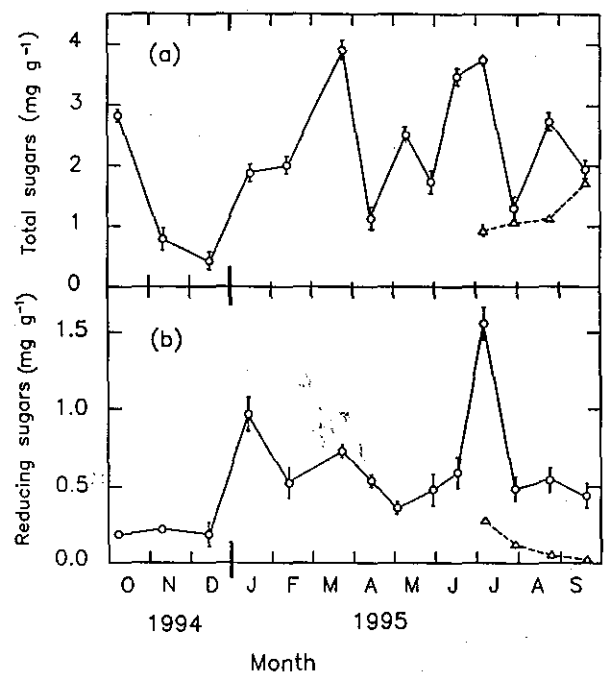 (a)
Total sugars (mg g⁻¹)
4
3
2
1
0
(b)
Reducing sugars (mg g⁻¹)
1.5
1.0
0.5
0.0
O N D J F M A M J J A S
1994 1995
Month